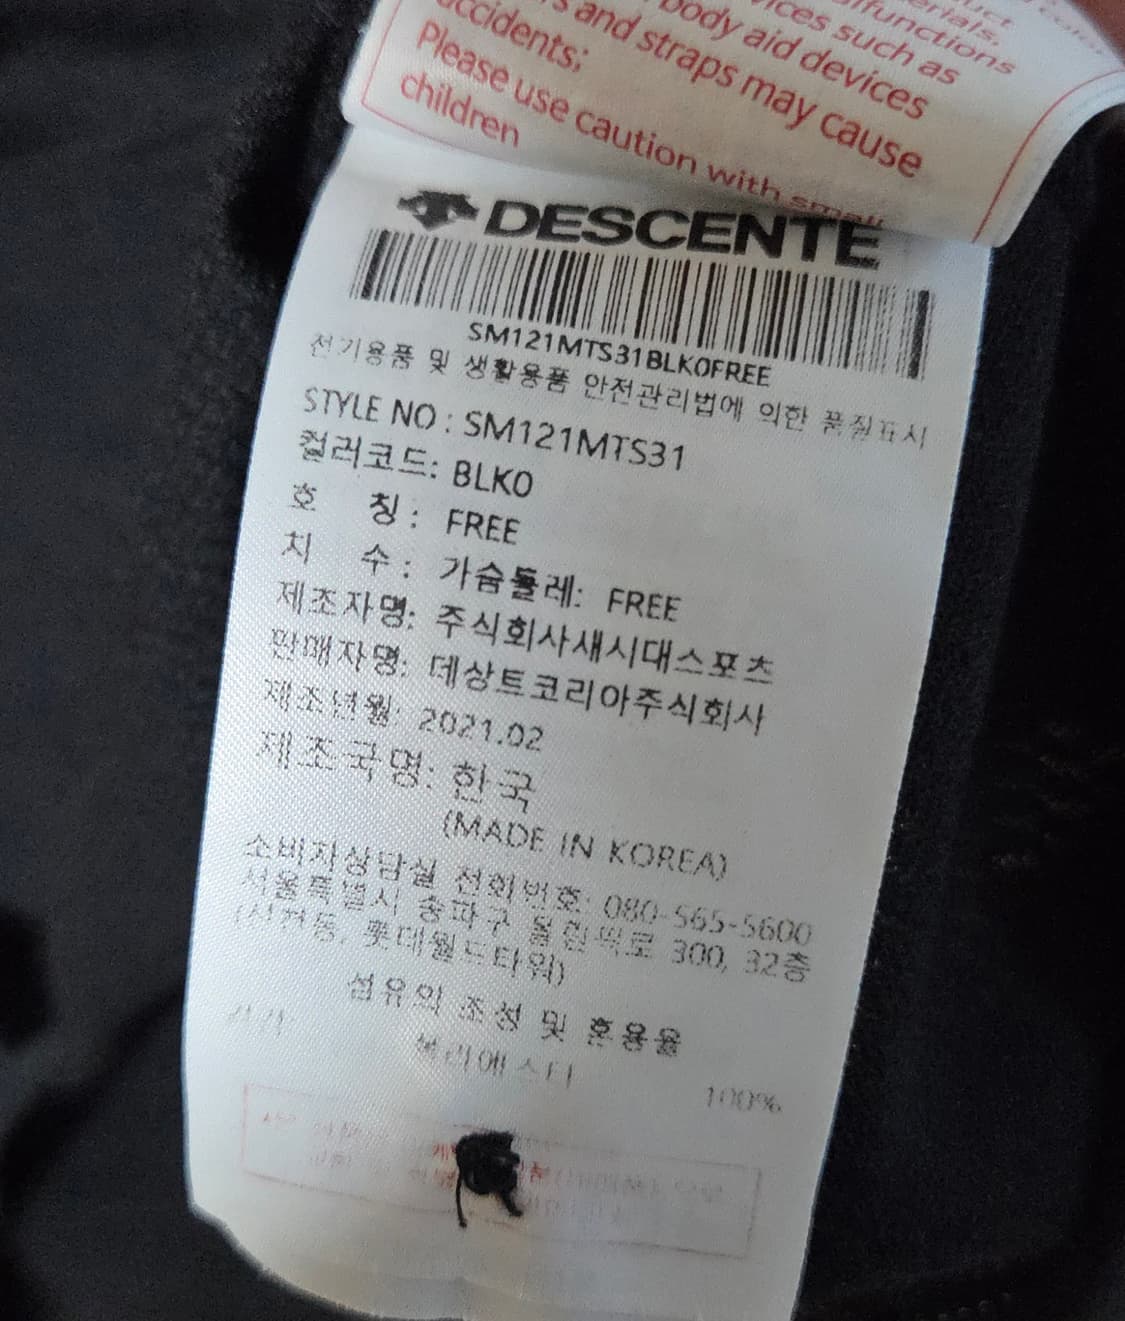 ices such as
alfunctions
s and straps may cause
body aid devices
accidents;
Please use caution with small
children
DESCENTE
SM121MTS31BLK0FREE
전기용품 및 생활용품 안전관리법에 의한 품질표시
STYLE NO : SM121MTS31
컬러코드: BLK0
호 칭 : FREE
치 수 : 가슴둘레: FREE
제조자명: 주식회사새시대스포츠
판매자명: 데상트코리아주식회사
제조년월: 2021.02
제조국명: 한국
(MADE IN KOREA)
소비자상담실 전화번호: 080-565-5600
서울특별시 송파구 올림픽로 300, 32층
(신천동, 롯데월드타워)
섬유의 조성 및 혼용율
폴리에스터 100%